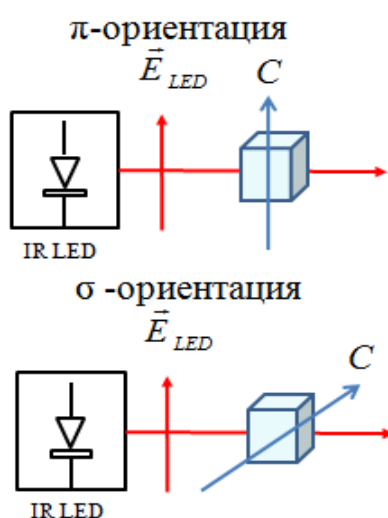 π-ориентация
E⃗ LED C
IR LED
σ -ориентация
E⃗ LED
C
IR LED